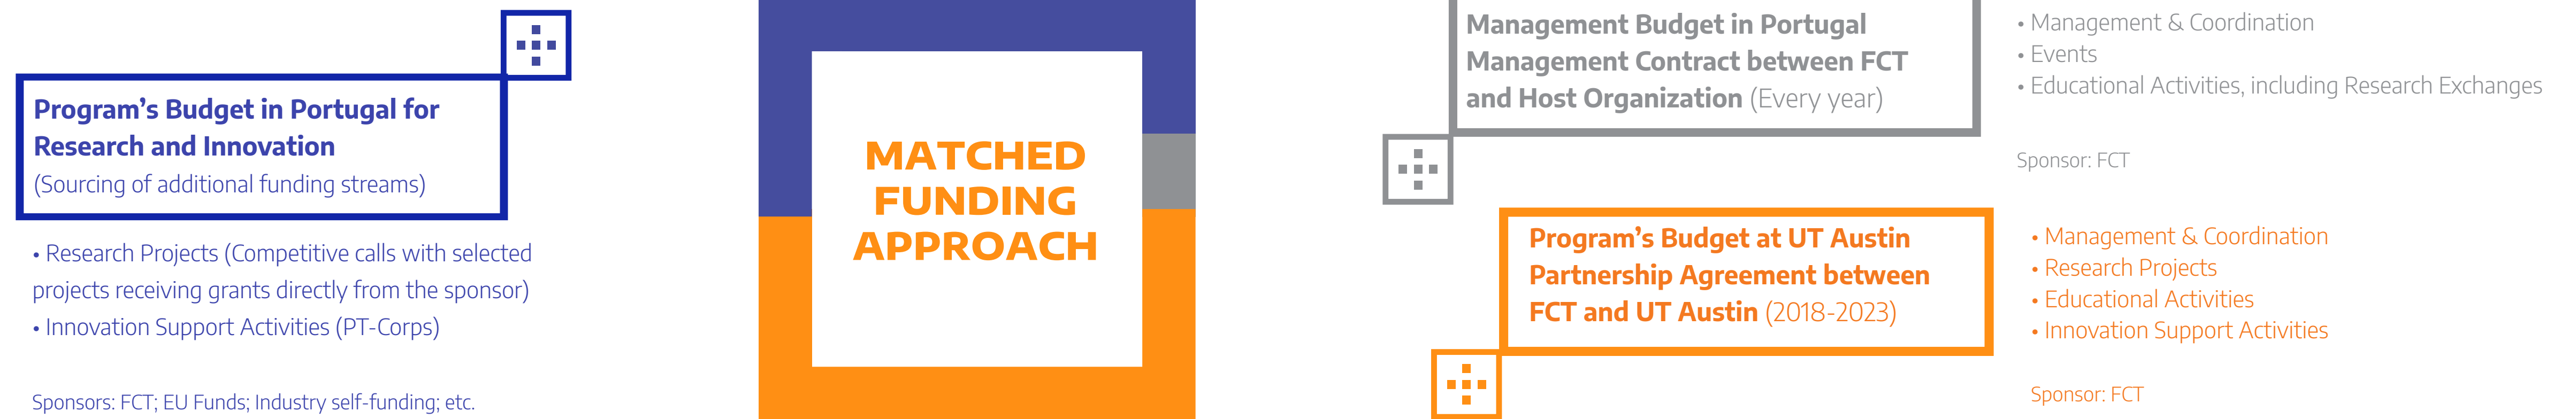 Program’s Budget in Portugal for
Research and Innovation
(Sourcing of additional funding streams)
• Research Projects (Competitive calls with selected
projects receiving grants directly from the sponsor)
• Innovation Support Activities (PT-Corps)
Sponsors: FCT; EU Funds; Industry self-funding; etc.
MATCHED
FUNDING
APPROACH
Management Budget in Portugal
Management Contract between FCT
and Host Organization (Every year)
• Management & Coordination
• Events
• Educational Activities, including Research Exchanges
Sponsor: FCT
Program’s Budget at UT Austin
Partnership Agreement between
FCT and UT Austin (2018-2023)
• Management & Coordination
• Research Projects
• Educational Activities
• Innovation Support Activities
Sponsor: FCT